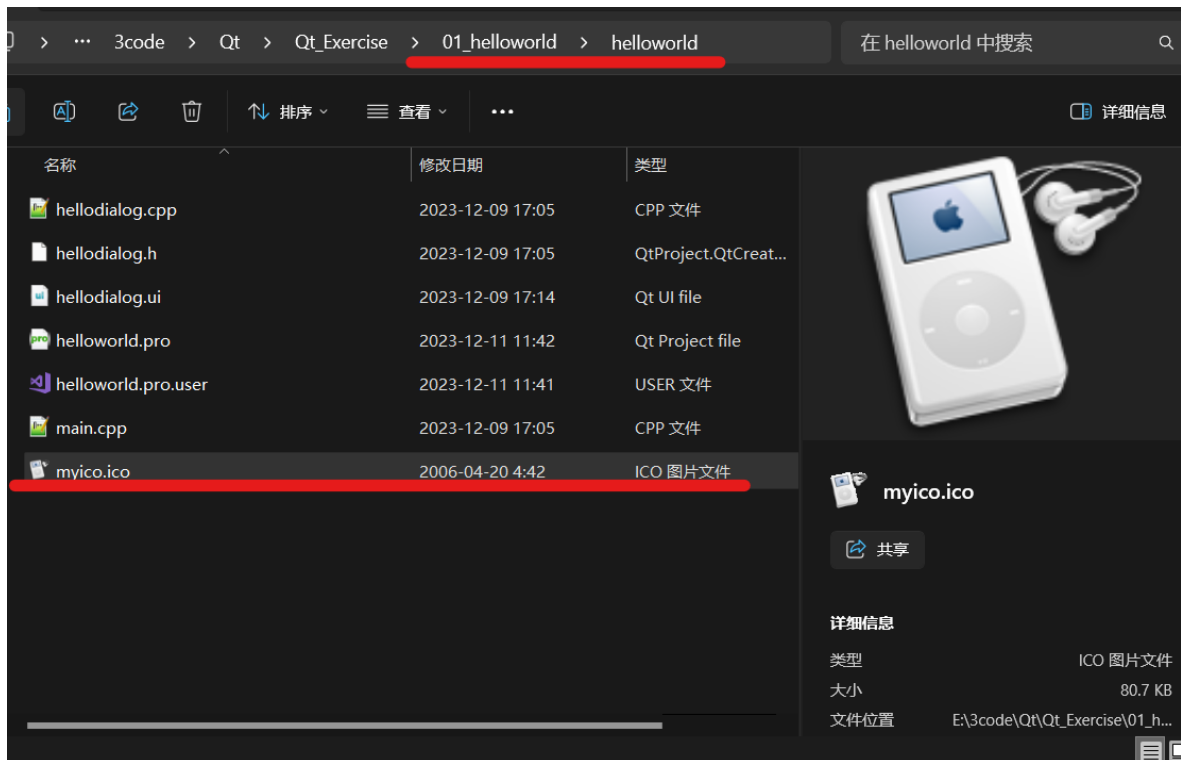 > ··· 3code > Qt > Qt_Exercise > 01_helloworld > helloworld
在 helloworld 中搜索
排序 查看 ··· 详细信息
名称 修改日期 类型
hellodialog.cpp 2023-12-09 17:05 CPP 文件
hellodialog.h 2023-12-09 17:05 QtProject.QtCreat...
hellodialog.ui 2023-12-09 17:14 Qt UI file
helloworld.pro 2023-12-11 11:42 Qt Project file
helloworld.pro.user 2023-12-11 11:41 USER 文件
main.cpp 2023-12-09 17:05 CPP 文件
myico.ico 2006-04-20 4:42 ICO 图片文件
myico.ico
共享
详细信息
类型 ICO 图片文件
大小 80.7 KB
文件位置 E:\3code\Qt\Qt_Exercise\01_h...